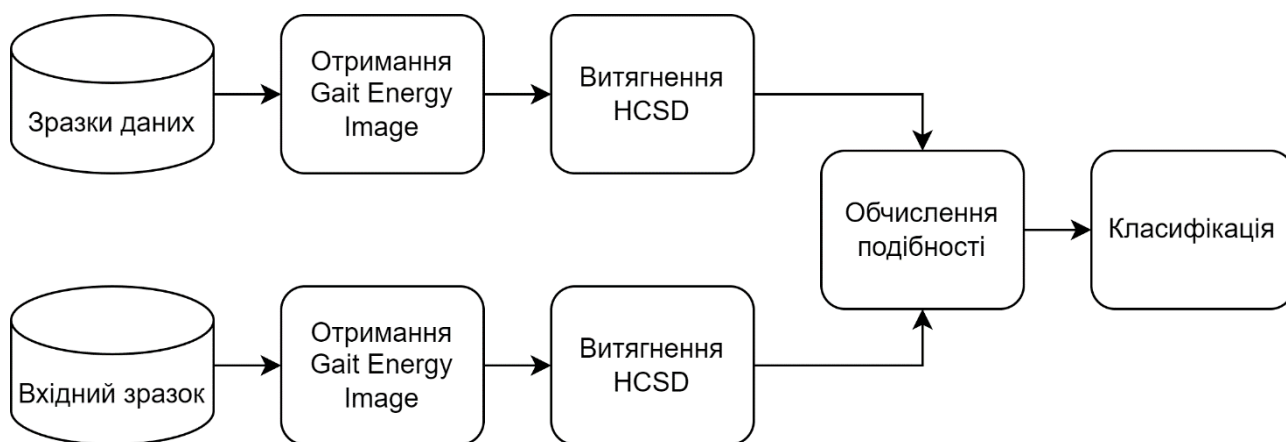 Зразки даних
Отримання
Gait Energy
Image
Витягнення
HCSD
Обчислення
подібності
Класифікація
Вхідний зразок
Отримання
Gait Energy
Image
Витягнення
HCSD